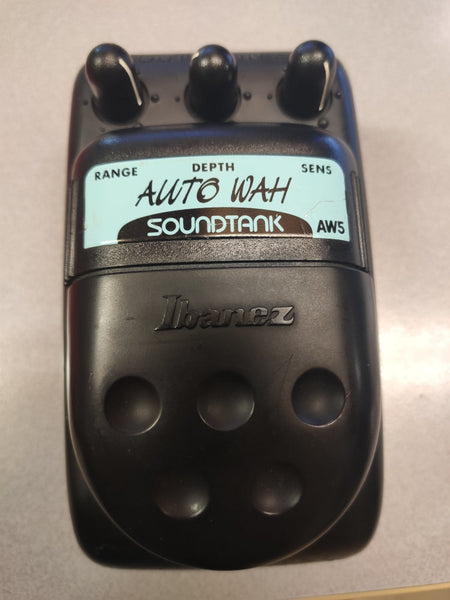 RANGE DEPTH SENS
AUTO WAH
SOUNDTANK AW5
Ibanez